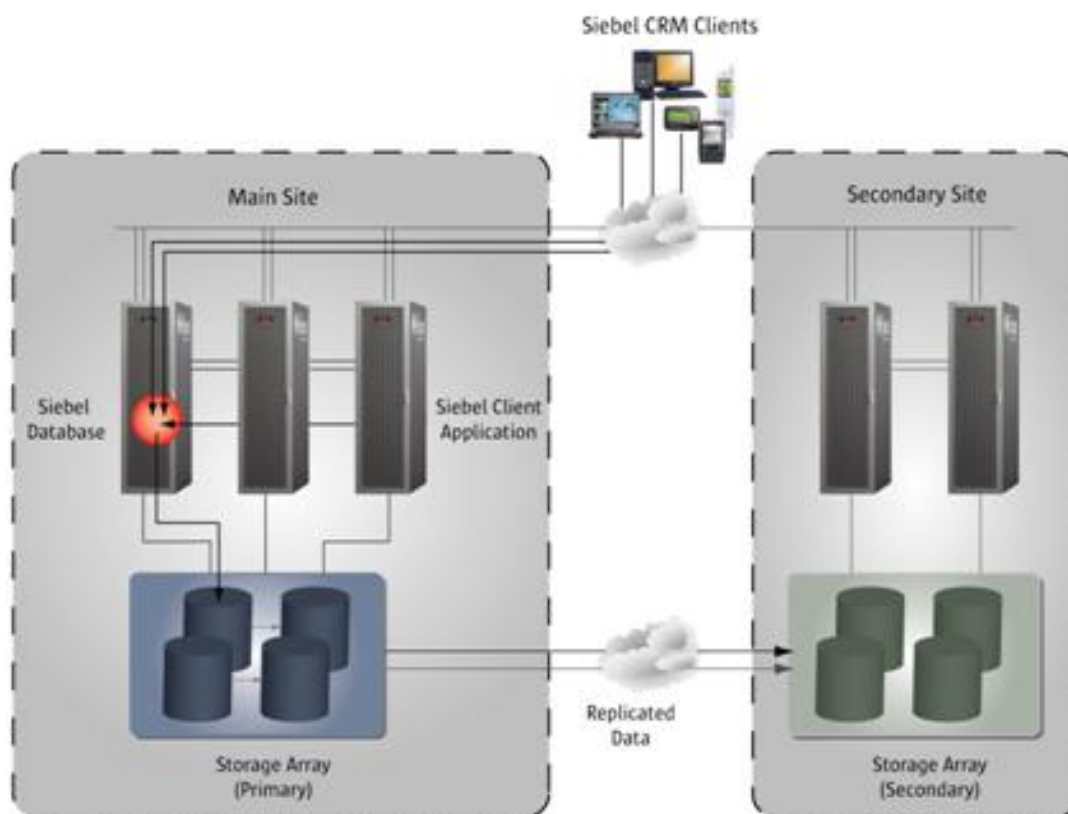 Siebel CRM Clients
Main Site
Secondary Site
Siebel
Database
Siebel Client
Application
Replicated
Data
Storage Array
(Primary)
Storage Array
(Secondary)